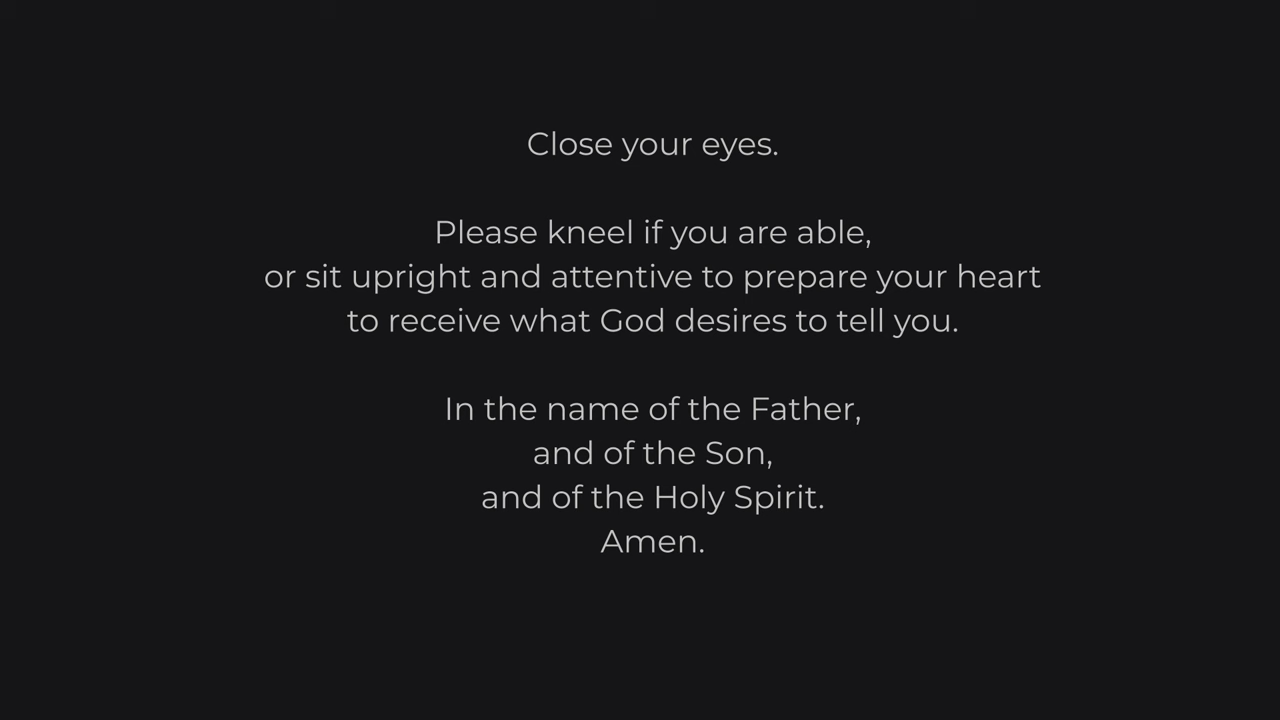 Close your eyes.
Please kneel if you are able,
or sit upright and attentive to prepare your heart
to receive what God desires to tell you.
In the name of the Father,
and of the Son,
and of the Holy Spirit.
Amen.